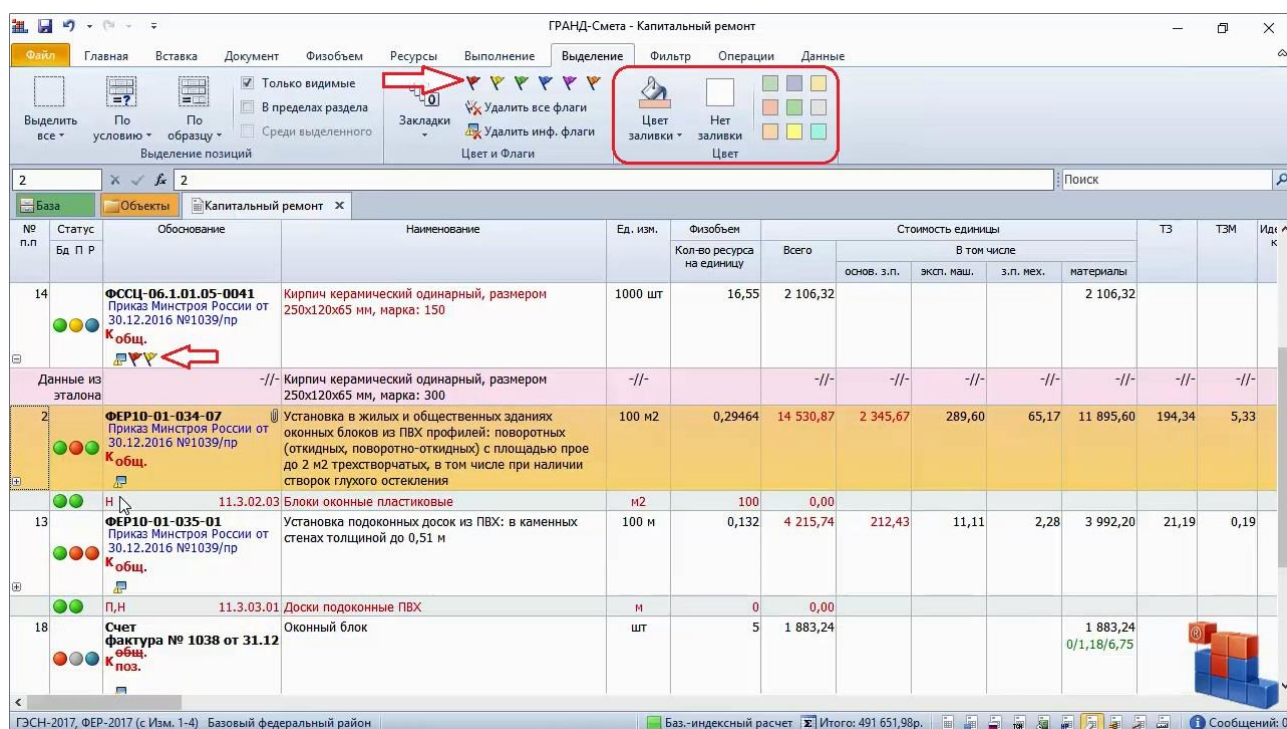 ГРАНД-Смета - Капитальный ремонт
Файл Главная Вставка Документ Физобъем Ресурсы Выполнение Выделение Фильтр Операции Данные
Выделить все
По условию
По образцу
Только видимые
В пределах раздела
Среди выделенного
Выделение позиций
Закладки
Удалить все флаги
Удалить инф. флаги
Цвет и Флаги
Цвет заливки
Нет заливки
Цвет
2 fx 2 Поиск
База Объекты Капитальный ремонт
№ п.п Статус Обоснование Наименование Ед. изм. Физобъем Стоимость единицы ТЗ ТЗМ
Бд П Р Кол-во ресурса на единицу Всего В том числе
основ. з.п. эксп. маш. з.п. мех. материалы
14 ФССЦ-06.1.01.05-0041 Кирпич керамический одинарный, размером 1000 шт 16,55 2 106,32 2 106,32
Приказ Минстроя России от 250х120х65 мм, марка: 150
30.12.2016 №1039/пр
К общ.
Данные из -//- Кирпич керамический одинарный, размером -//- -//- -//- -//- -//- -//- -//- -//-
эталона 250х120х65 мм, марка: 300
2 ФЕР10-01-034-07 Установка в жилых и общественных зданиях 100 м2 0,29464 14 530,87 2 345,67 289,60 65,17 11 895,60 194,34 5,33
Приказ Минстроя России от оконных блоков из ПВХ профилей: поворотных
30.12.2016 №1039/пр (откидных, поворотно-откидных) с площадью прое
К общ. до 2 м2 трехстворчатых, в том числе при наличии
створок глухого остекления
Н 11.3.02.03 Блоки оконные пластиковые м2 100 0,00
13 ФЕР10-01-035-01 Установка подоконных досок из ПВХ: в каменных 100 м 0,132 4 215,74 212,43 11,11 2,28 3 992,20 21,19 0,19
Приказ Минстроя России от стенах толщиной до 0,51 м
30.12.2016 №1039/пр
К общ.
П,Н 11.3.03.01 Доски подоконные ПВХ м 0 0,00
18 Счет Оконный блок шт 5 1 883,24 1 883,24
фактура № 1038 от 31.12 0/1,18/6,75
К общ.
поз.
ГЭСН-2017, ФЕР-2017 (с Изм. 1-4) Базовый федеральный район Баз.-индексный расчет Итого: 491 651,98р. Сообщений: 0